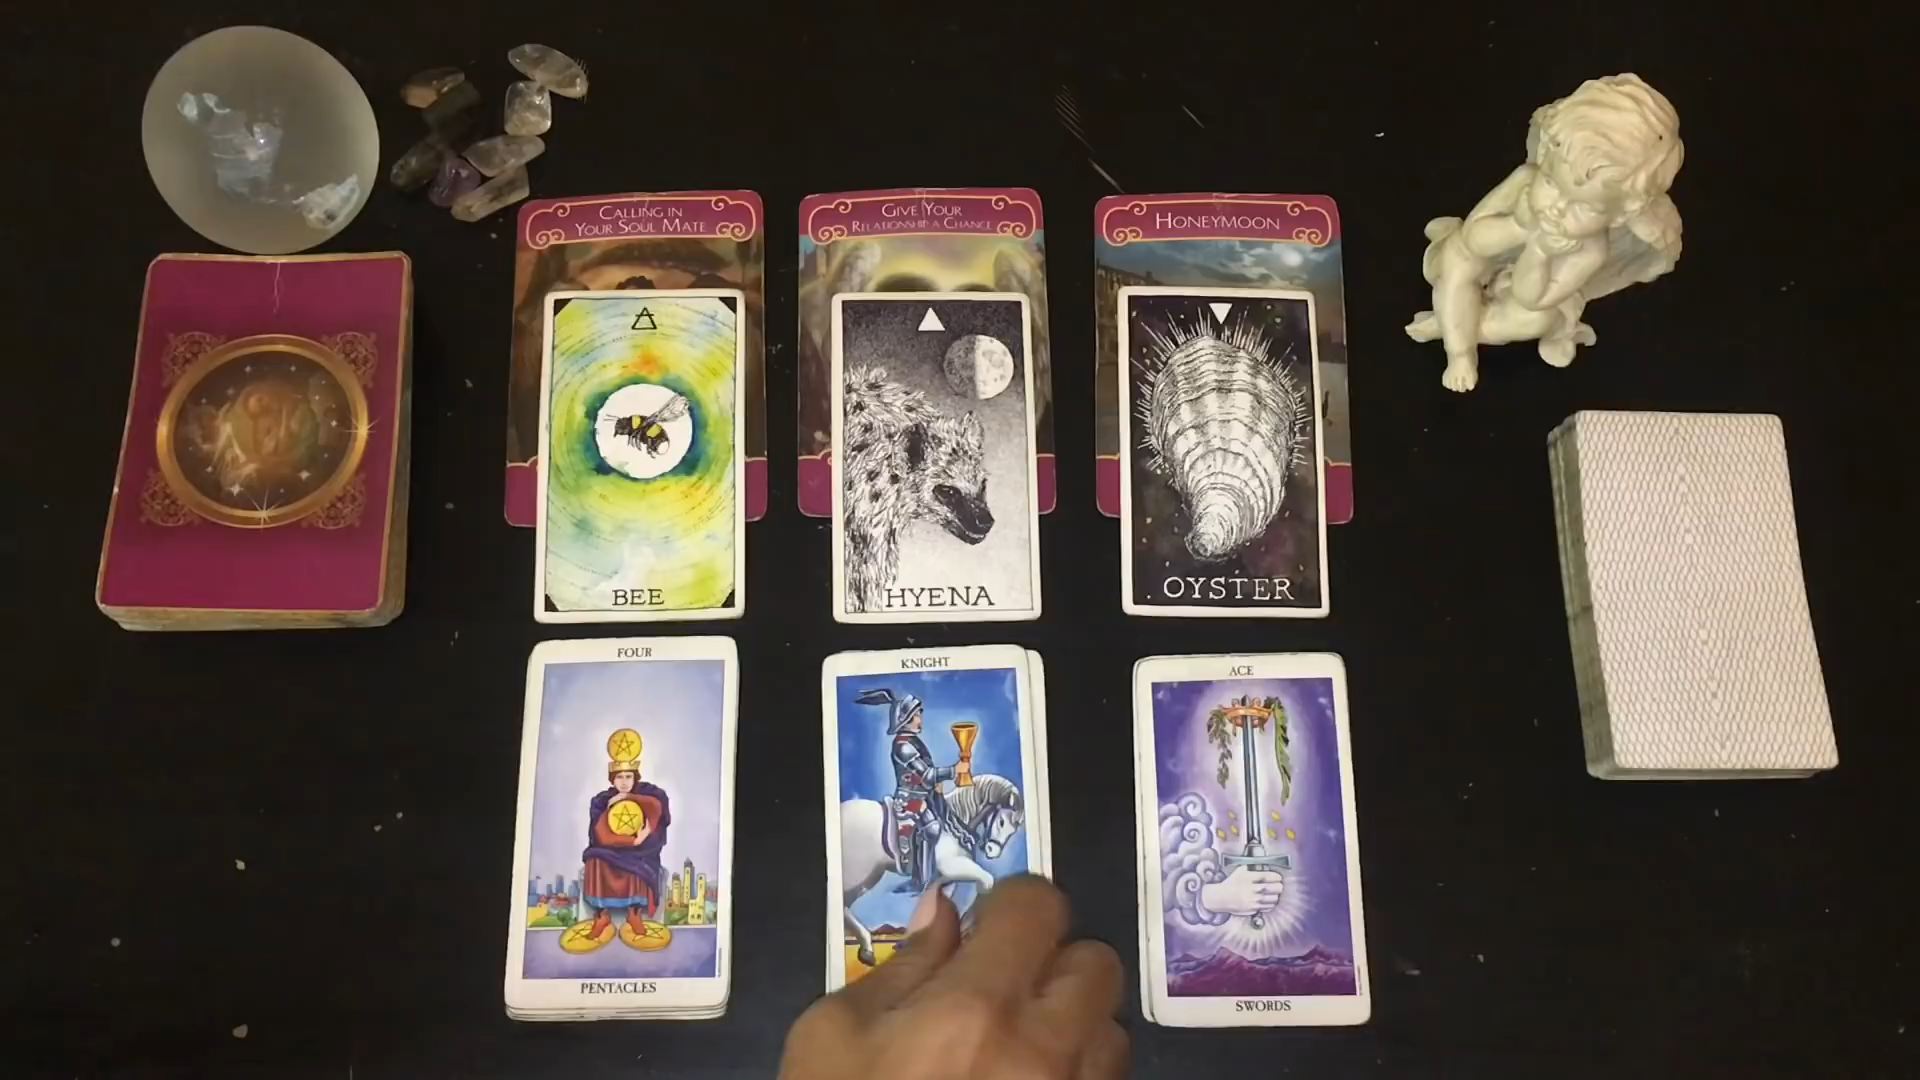 CALLING IN
YOUR SOUL MATE
GIVE YOUR
RELATIONSHIP A CHANCE
HONEYMOON
BEE
HYENA
OYSTER
FOUR
PENTACLES
KNIGHT
ACE
SWORDS